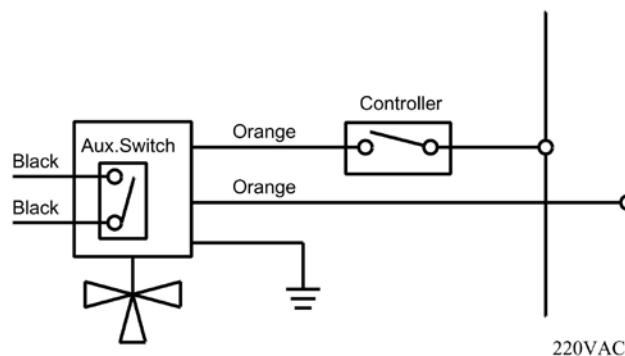 Controller
Orange
Aux.Switch
Black
Orange
Black
220VAC